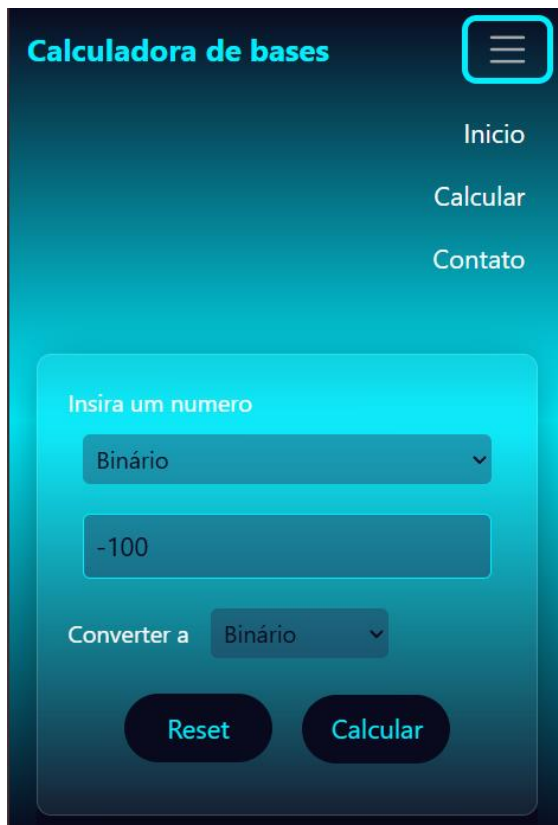 Calculadora de bases
Inicio
Calcular
Contato
Insira um numero
Binário
-100
Converter a Binário
Reset Calcular